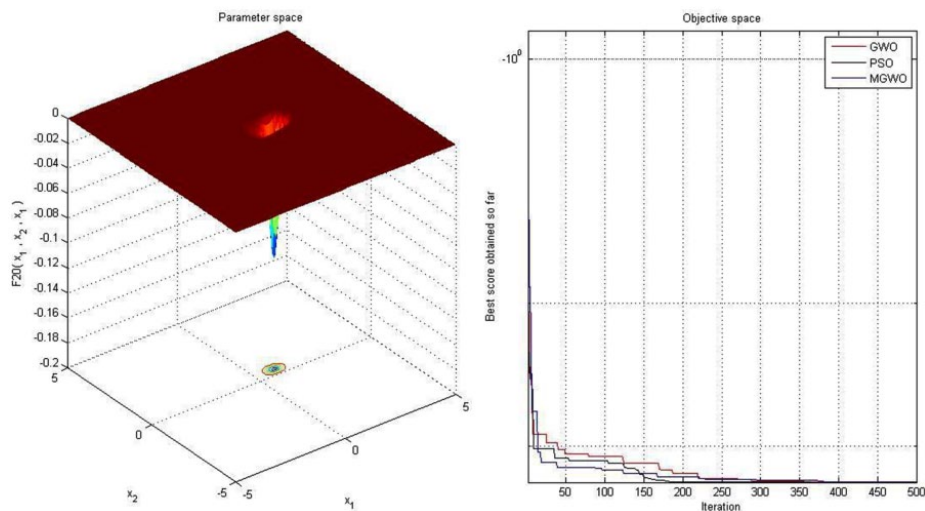 Parameter space
F20( x1 , x2 , x1 )
0
-0.02
-0.04
-0.06
-0.08
-0.1
-0.12
-0.14
-0.16
-0.18
-0.2
5
0
-5
x2
-5
0
5
x1
Objective space
Best score obtained so far
-10^0
GWO
PSO
MGWO
50 100 150 200 250 300 350 400 450 500
Iteration